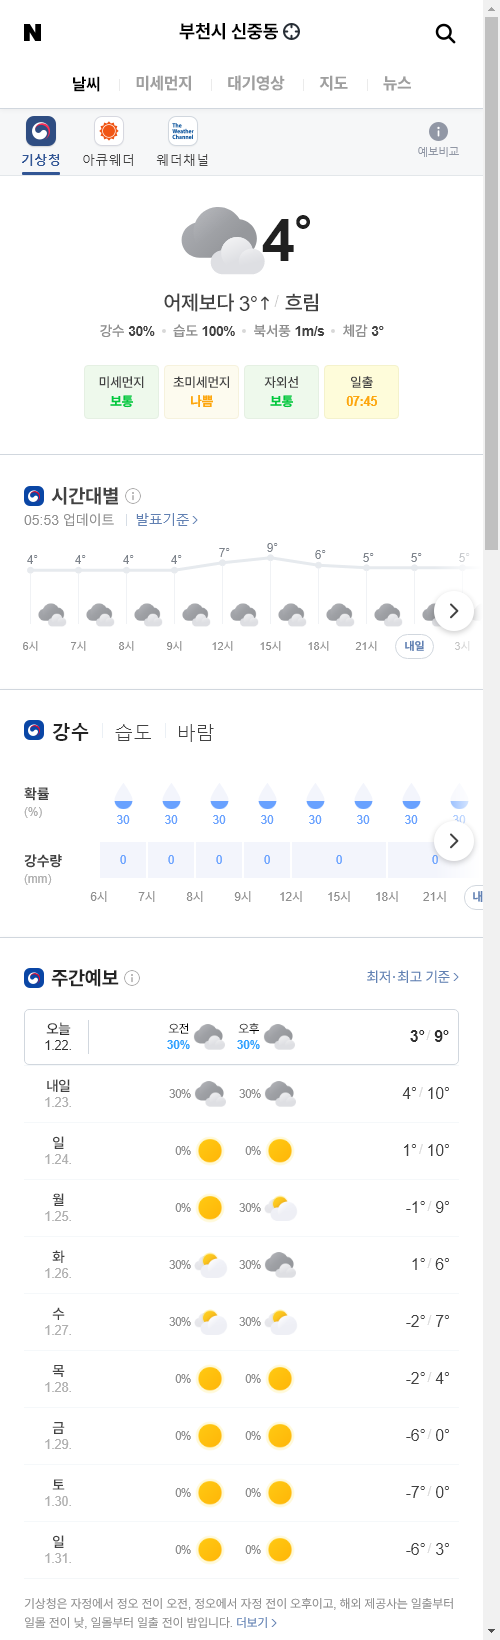 N
부천시 신중동
날씨 미세먼지 대기영상 지도 뉴스
The Weather Channel
기상청 아큐웨더 웨더채널 예보비교
4°
어제보다 3°↑ / 흐림
강수 30% • 습도 100% • 북서풍 1m/s • 체감 3°
미세먼지 초미세먼지 자외선 일출
보통 나쁨 보통 07:45
시간대별
05:53 업데이트 발표기준 >
4° 4° 4° 4° 7° 9° 6° 5° 5° 5°
6시 7시 8시 9시 12시 15시 18시 21시 내일 3시
강수 습도 바람
확률
(%)
30 30 30 30 30 30 30 30
강수량 0 0 0 0 0 0
(mm)
6시 7시 8시 9시 12시 15시 18시 21시 내
주간예보 최저·최고 기준 >
오늘 오전 오후
1.22. 30% 30% 3° / 9°
내일
1.23. 30% 30% 4° / 10°
일
1.24. 0% 0% 1° / 10°
월
1.25. 0% 30% -1° / 9°
화
1.26. 30% 30% 1° / 6°
수
1.27. 30% 30% -2° / 7°
목
1.28. 0% 0% -2° / 4°
금
1.29. 0% 0% -6° / 0°
토
1.30. 0% 0% -7° / 0°
일
1.31. 0% 0% -6° / 3°
기상청은 자정에서 정오 전이 오전, 정오에서 자정 전이 오후이고, 해외 제공사는 일출부터
일몰 전이 낮, 일몰부터 일출 전이 밤입니다. 더보기 >